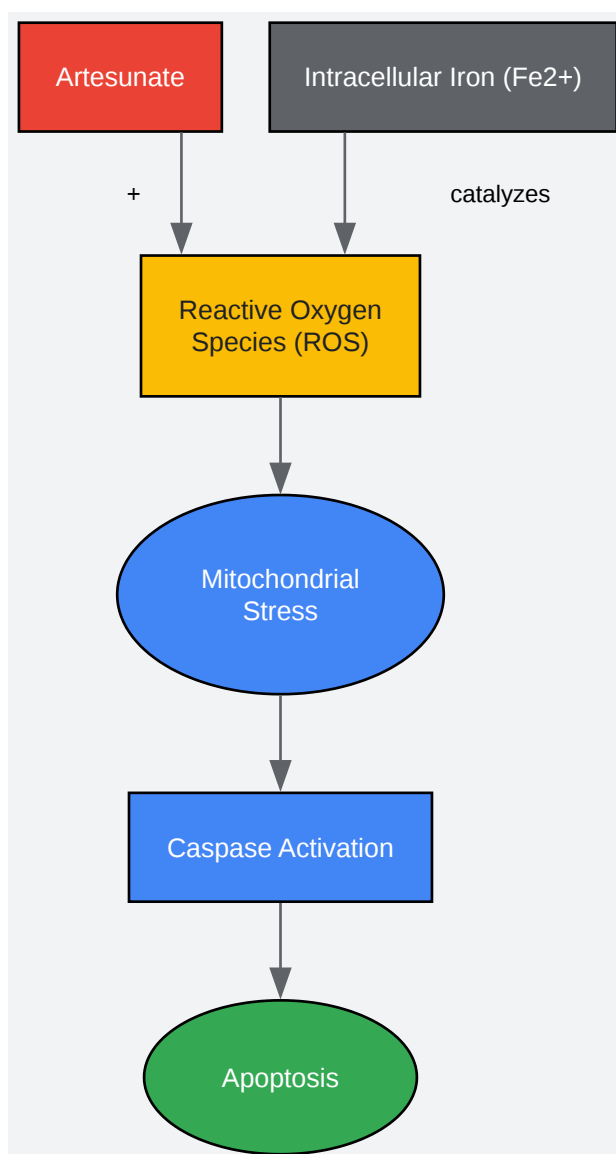 Artesunate
Intracellular Iron (Fe2+)
+
catalyzes
Reactive Oxygen
Species (ROS)
Mitochondrial
Stress
Caspase Activation
Apoptosis